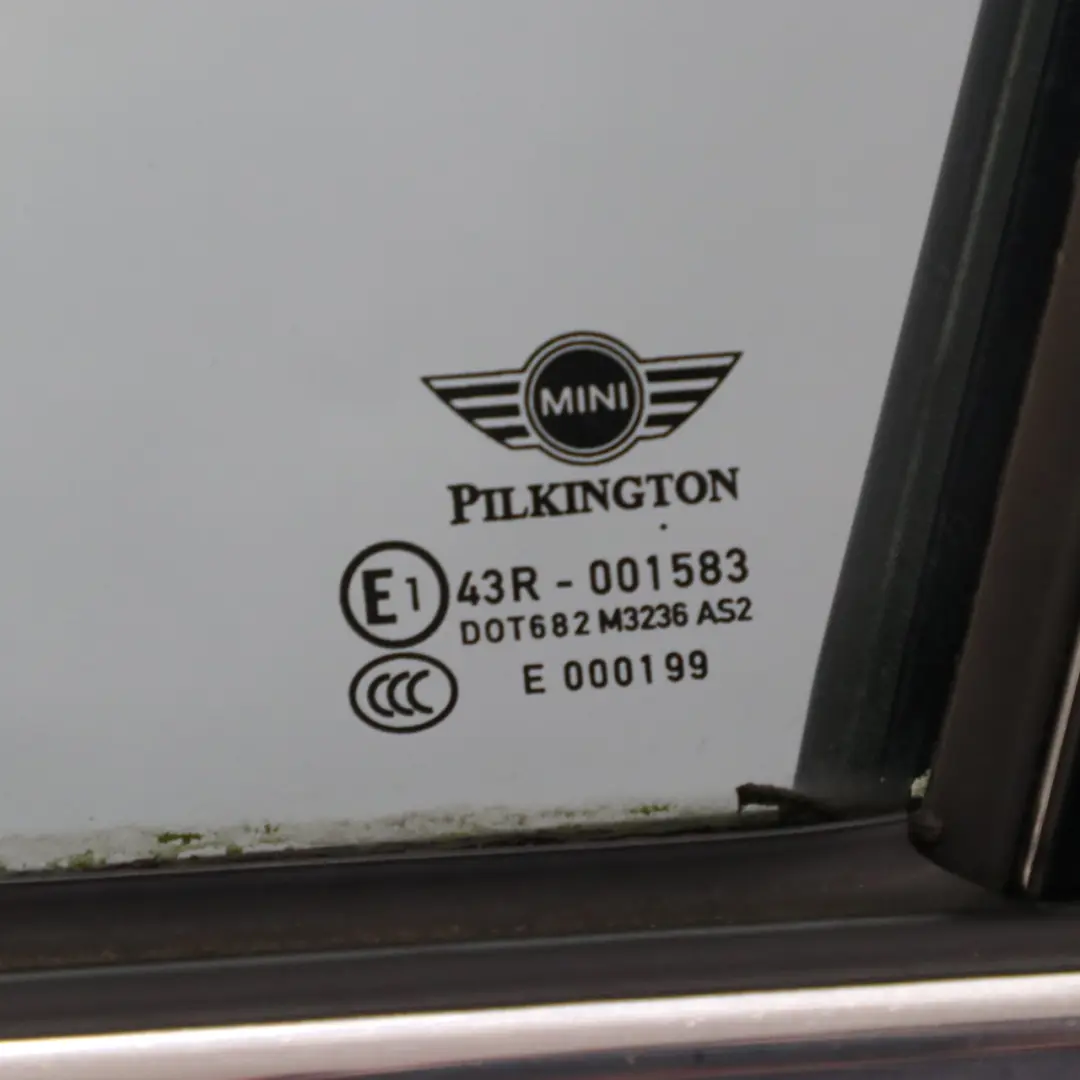 MINI
PILKINGTON
E1 43R - 001583
DOT682 M3236 AS2
CCC E 000199